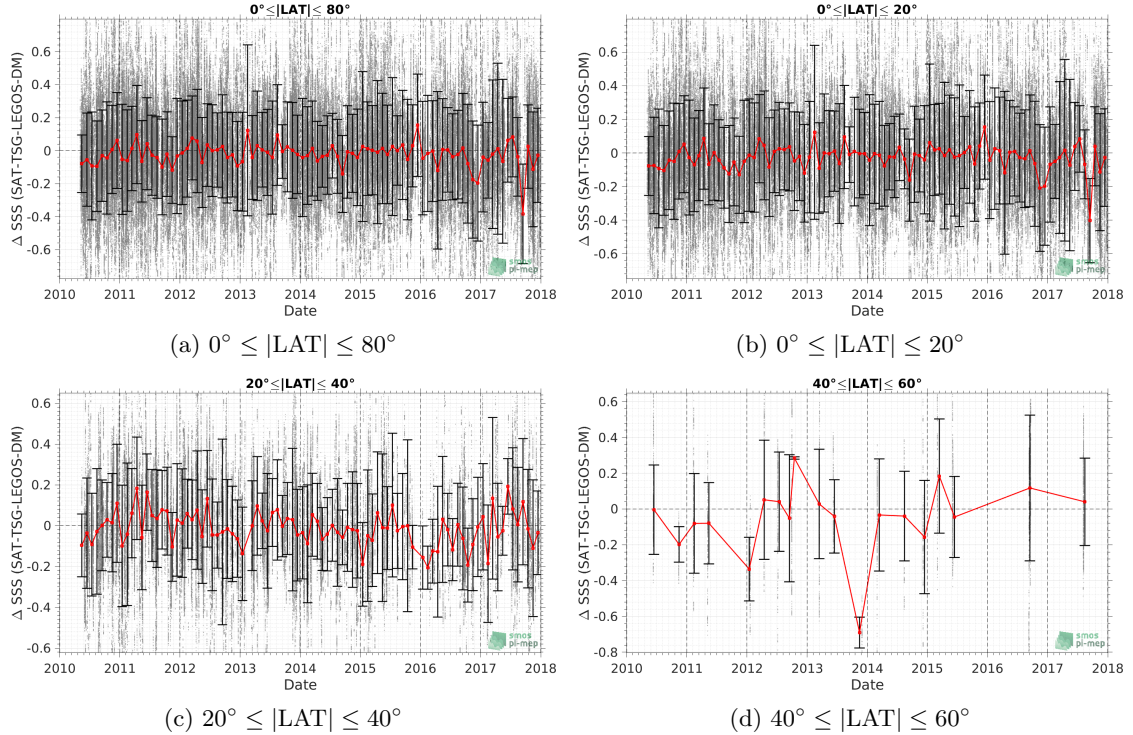 0°≤|LAT|≤ 80°
Δ SSS (SAT-TSG-LEGOS-DM)
0.6
0.4
0.2
0
-0.2
-0.4
-0.6
2010 2011 2012 2013 2014 2015 2016 2017 2018
Date
smos
pi-mep
(a) 0° ≤ |LAT| ≤ 80°
0°≤|LAT|≤ 20°
Δ SSS (SAT-TSG-LEGOS-DM)
0.6
0.4
0.2
0
-0.2
-0.4
-0.6
2010 2011 2012 2013 2014 2015 2016 2017 2018
Date
smos
pi-mep
(b) 0° ≤ |LAT| ≤ 20°
20°≤|LAT|≤ 40°
Δ SSS (SAT-TSG-LEGOS-DM)
0.6
0.4
0.2
0
-0.2
-0.4
-0.6
2010 2011 2012 2013 2014 2015 2016 2017 2018
Date
smos
pi-mep
(c) 20° ≤ |LAT| ≤ 40°
40°≤|LAT|≤ 60°
Δ SSS (SAT-TSG-LEGOS-DM)
0.6
0.4
0.2
0
-0.2
-0.4
-0.6
-0.8
2010 2011 2012 2013 2014 2015 2016 2017 2018
Date
smos
pi-mep
(d) 40° ≤ |LAT| ≤ 60°